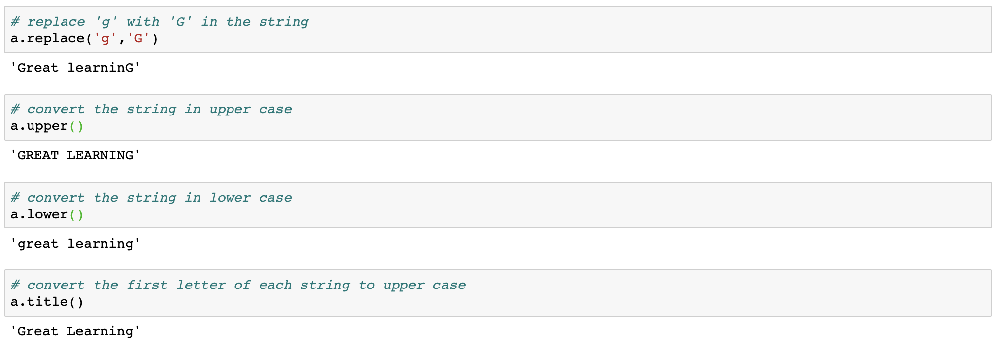 # replace 'g' with 'G' in the string
a.replace('g','G')
'Great learninG'
# convert the string in upper case
a.upper()
'GREAT LEARNING'
# convert the string in lower case
a.lower()
'great learning'
# convert the first letter of each string to upper case
a.title()
'Great Learning'